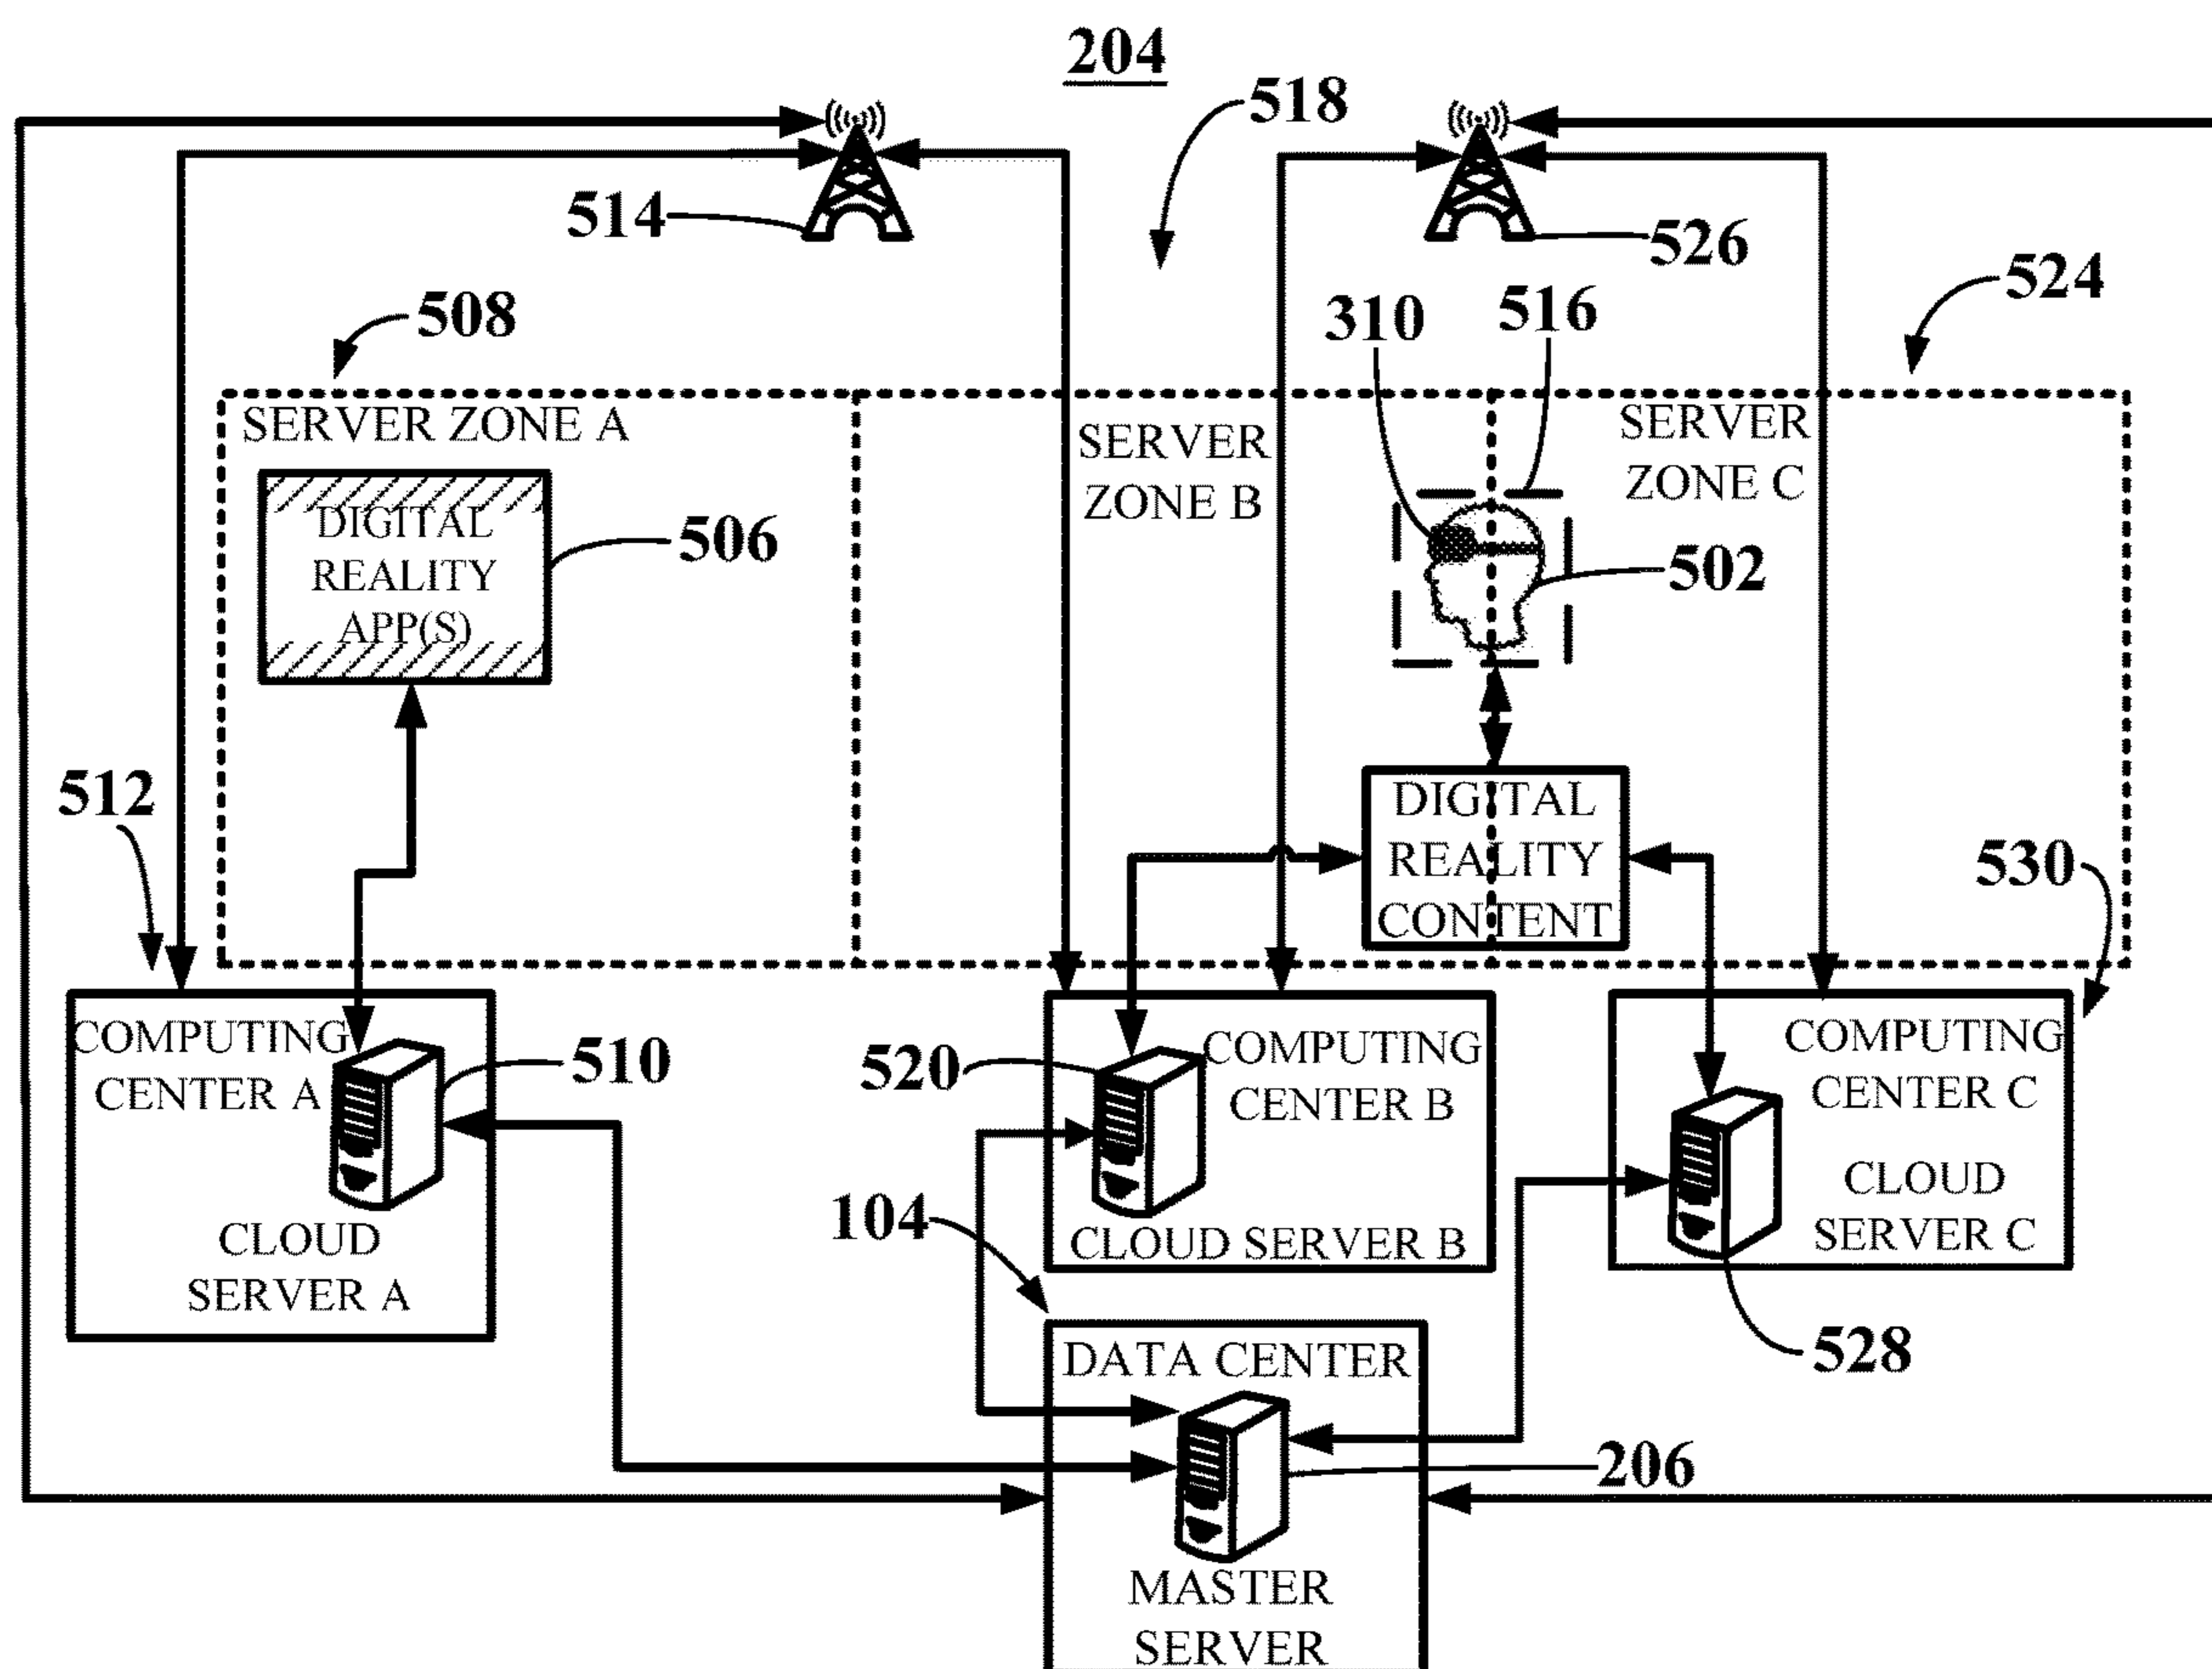 204
518
514
526
524
508
310
516
SERVER ZONE A
SERVER
ZONE B
SERVER
ZONE C
DIGITAL
REALITY
APP(S)
506
502
512
DIGITAL
REALITY
CONTENT
530
COMPUTING
CENTER A
510
CLOUD
SERVER A
520
COMPUTING
CENTER B
CLOUD SERVER B
COMPUTING
CENTER C
CLOUD
SERVER C
528
104
DATA CENTER
206
MASTER
SERVER